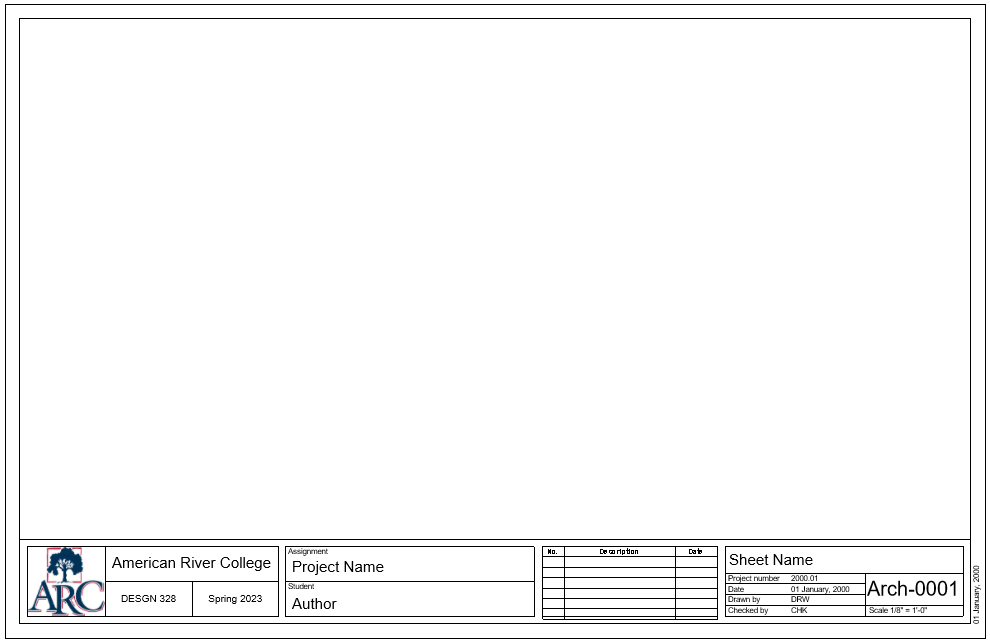 ARC
American River College
DESGN 328
Spring 2023
Assignment
Project Name
Student
Author
No. Description Date
Sheet Name
Project number 2000.01
Date 01 January, 2000
Drawn by DRW
Checked by CHK
Arch-0001
Scale 1/8" = 1'-0"
01 January, 2000